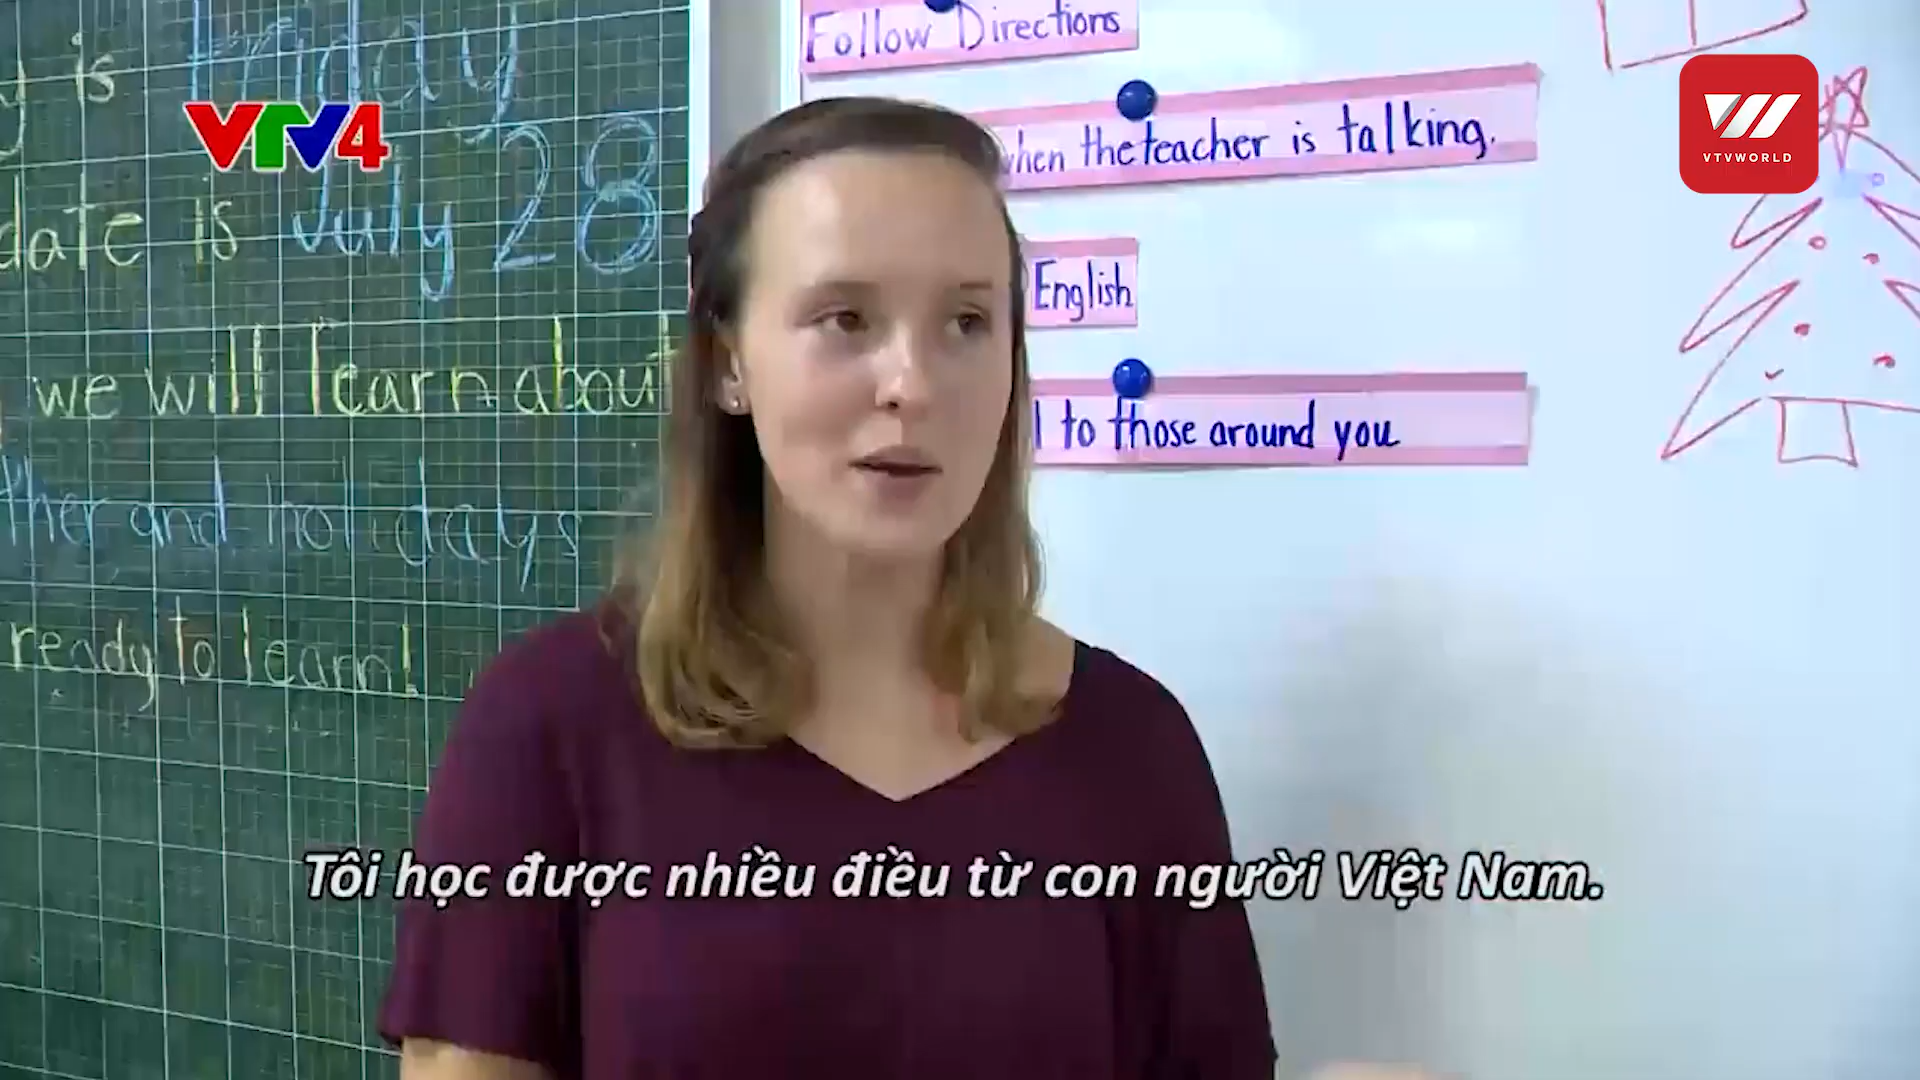 is Friday
VTV4
date is July 28
we will learn about
and holidays
ready to learn!
Follow Directions
when the teacher is talking.
English
to those around you
VTVWORLD
Tôi học được nhiều điều từ con người Việt Nam.